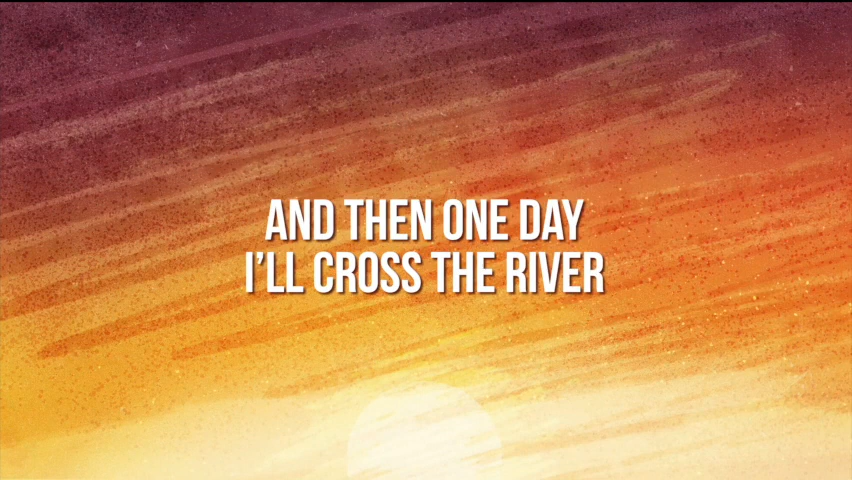 AND THEN ONE DAY
I'LL CROSS THE RIVER